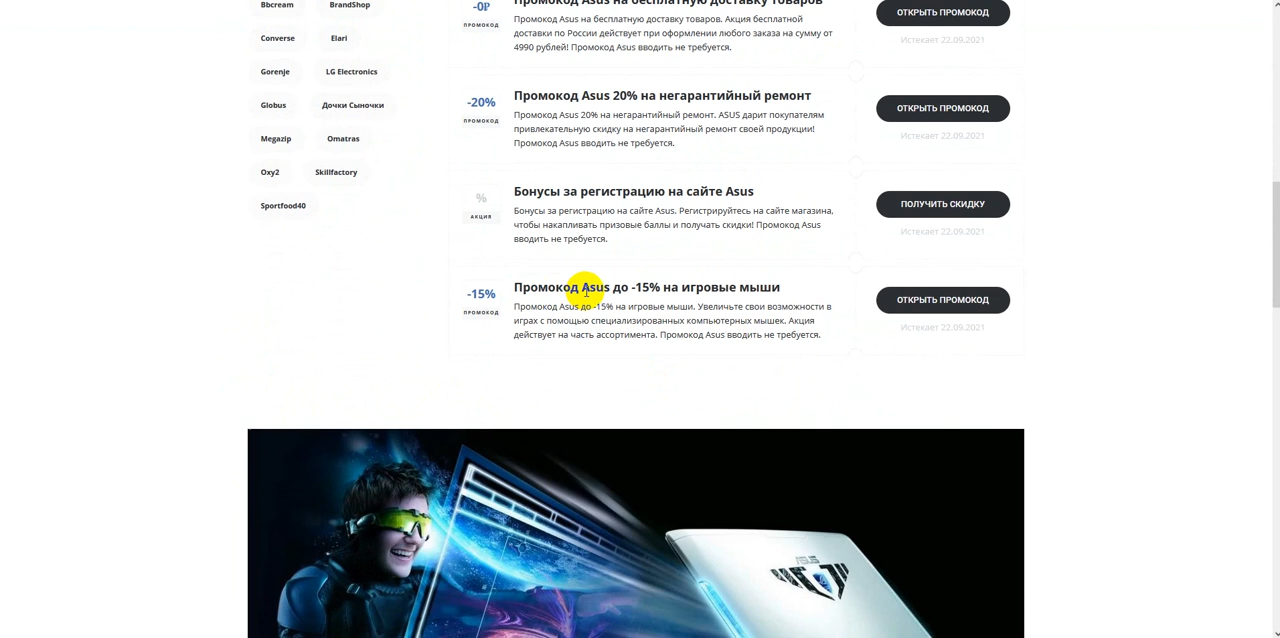 Bbcream BrandShop
Converse Elari
Gorenje LG Electronics
Globus Дочки Сыночки
Megazip Omatras
Oxy2 Skillfactory
Sportfood40
-0₽
ПРОМОКОД
Промокод Asus на бесплатную доставку товаров
Промокод Asus на бесплатную доставку товаров. Акция бесплатной
доставки по России действует при оформлении любого заказа на сумму от
4990 рублей! Промокод Asus вводить не требуется.
ОТКРЫТЬ ПРОМОКОД
Истекает 22.09.2021
-20%
ПРОМОКОД
Промокод Asus 20% на негарантийный ремонт
Промокод Asus 20% на негарантийный ремонт. ASUS дарит покупателям
привлекательную скидку на негарантийный ремонт своей продукции!
Промокод Asus вводить не требуется.
ОТКРЫТЬ ПРОМОКОД
Истекает 22.09.2021
%
АКЦИЯ
Бонусы за регистрацию на сайте Asus
Бонусы за регистрацию на сайте Asus. Регистрируйтесь на сайте магазина,
чтобы накапливать призовые баллы и получать скидки! Промокод Asus
вводить не требуется.
ПОЛУЧИТЬ СКИДКУ
Истекает 22.09.2021
-15%
ПРОМОКОД
Промокод Asus до -15% на игровые мыши
Промокод Asus до -15% на игровые мыши. Увеличьте свои возможности в
играх с помощью специализированных компьютерных мышек. Акция
действует на часть ассортимента. Промокод Asus вводить не требуется.
ОТКРЫТЬ ПРОМОКОД
Истекает 22.09.2021
ASUS